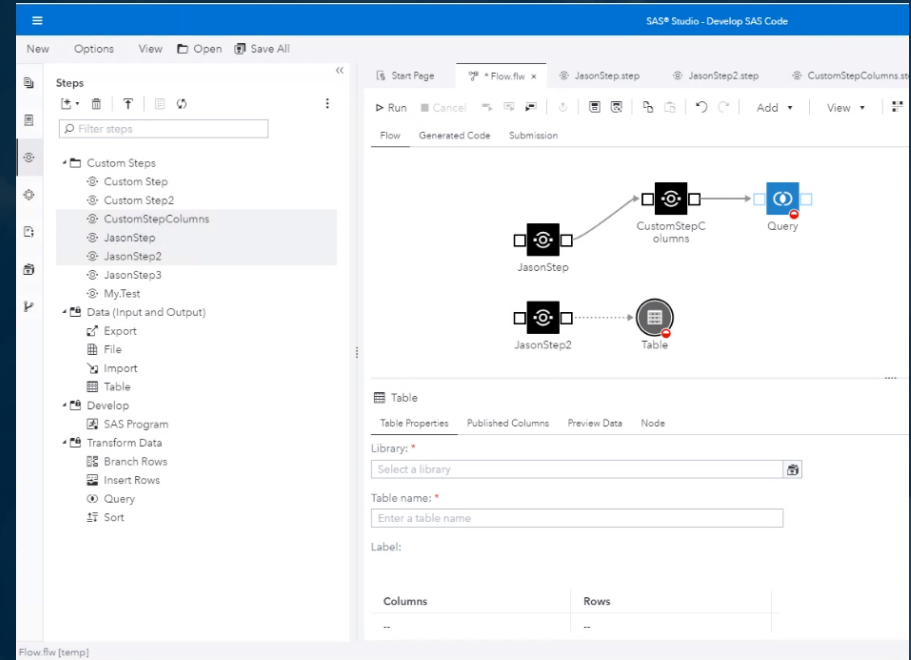 SAS® Studio - Develop SAS Code
New Options View Open Save All
Steps
Filter steps
Custom Steps
Custom Step
Custom Step2
CustomStepColumns
JasonStep
JasonStep2
JasonStep3
My.Test
Data (Input and Output)
Export
File
Import
Table
Develop
SAS Program
Transform Data
Branch Rows
Insert Rows
Query
Sort
Start Page * Flow.flw × JasonStep.step JasonStep2.step CustomStepColumns.st
Run Cancel Add View
Flow Generated Code Submission
JasonStep
CustomStepC
olumns
Query
JasonStep2
Table
Table
Table Properties Published Columns Preview Data Node
Library: *
Select a library
Table name: *
Enter a table name
Label:
Columns Rows
-- --
Flow.flw [temp]